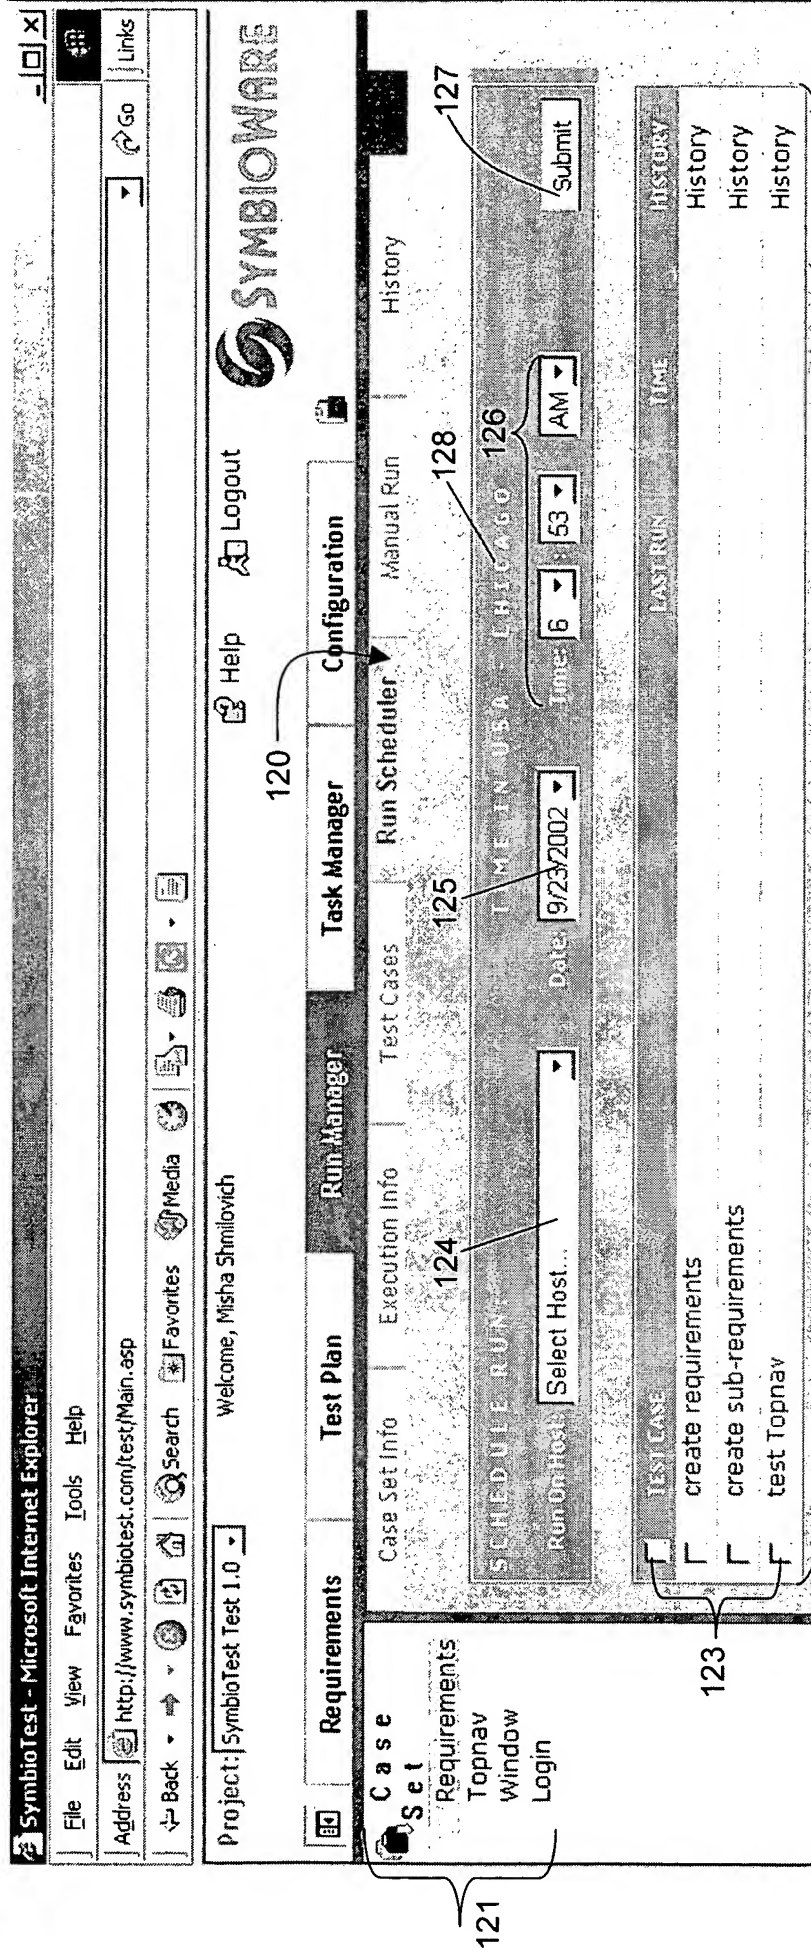 SymbioTest - Microsoft Internet Explorer
File Edit View Favorites Tools Help
Address http://www.symbiotest.com/test/Main.asp Go Links
Back Search Favorites Media
Project: SymbioTest Test 1.0 Welcome, Misha Shmilovich Help Logout SYMBIOWARE
120
Requirements Test Plan Run Manager Task Manager Configuration
Case Set Info Execution Info Test Cases Run Scheduler Manual Run History
121
Case
Set
Requirements
Topnav
Window
Login
124 125 128 126 127
SCHEDULE RUN: TIME IN USA - CHICAGO
Run On Host: Select Host... Date: 9/23/2002 Time: 6 : 53 AM Submit
123
TEST CASE LAST RUN TIME HISTORY
create requirements History
create sub-requirements History
test Topnav History